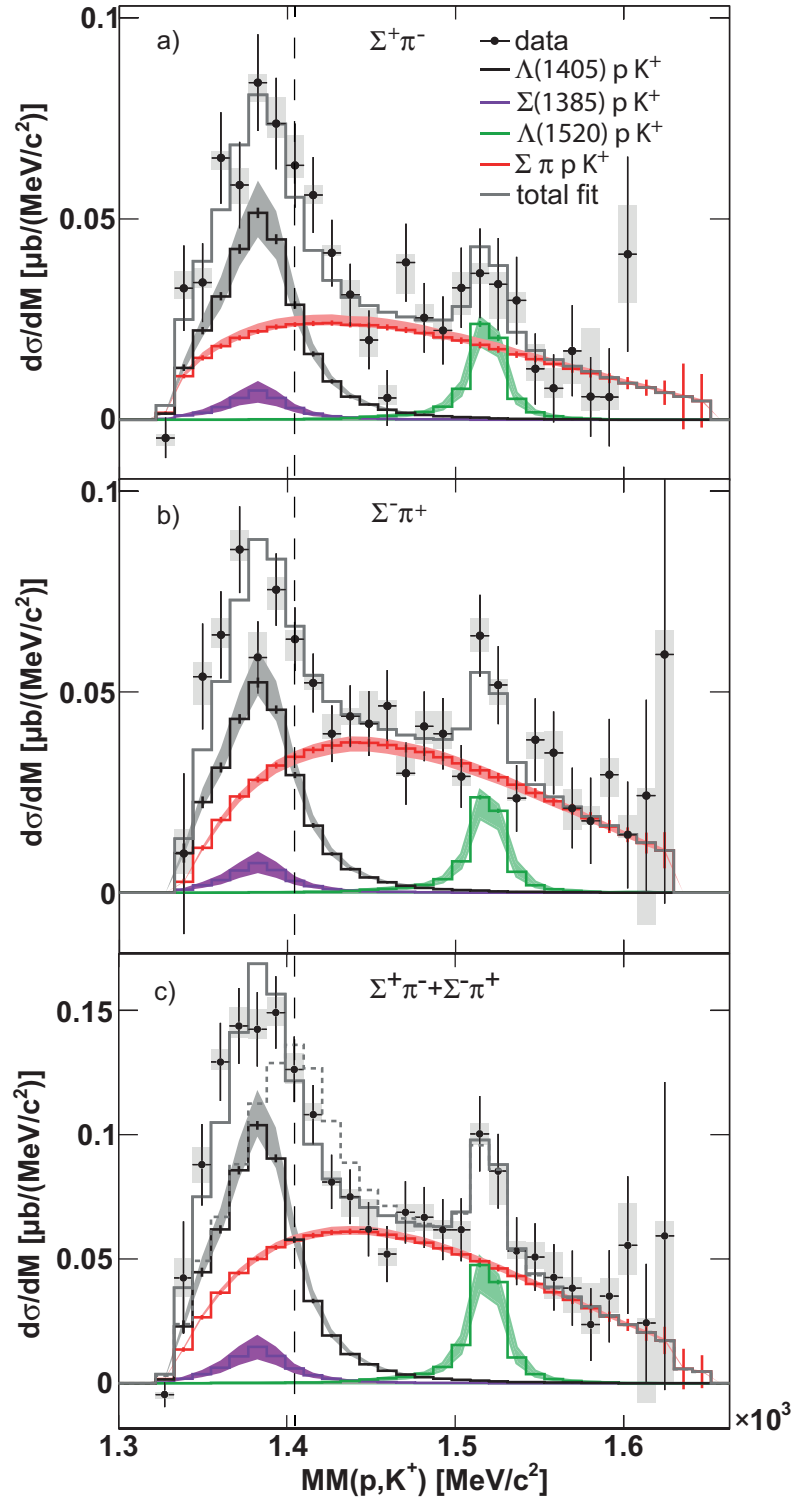 0.1
a)
Σ⁺π⁻
data
Λ(1405) p K⁺
Σ(1385) p K⁺
Λ(1520) p K⁺
Σ π p K⁺
total fit
0.05
0
dσ/dM [μb/(MeV/c²)]
0.1
b)
Σ⁻π⁺
0.05
0
dσ/dM [μb/(MeV/c²)]
c)
Σ⁺π⁻+Σ⁻π⁺
0.15
0.1
0.05
0
dσ/dM [μb/(MeV/c²)]
×10³
1.3 1.4 1.5 1.6
MM(p,K⁺) [MeV/c²]